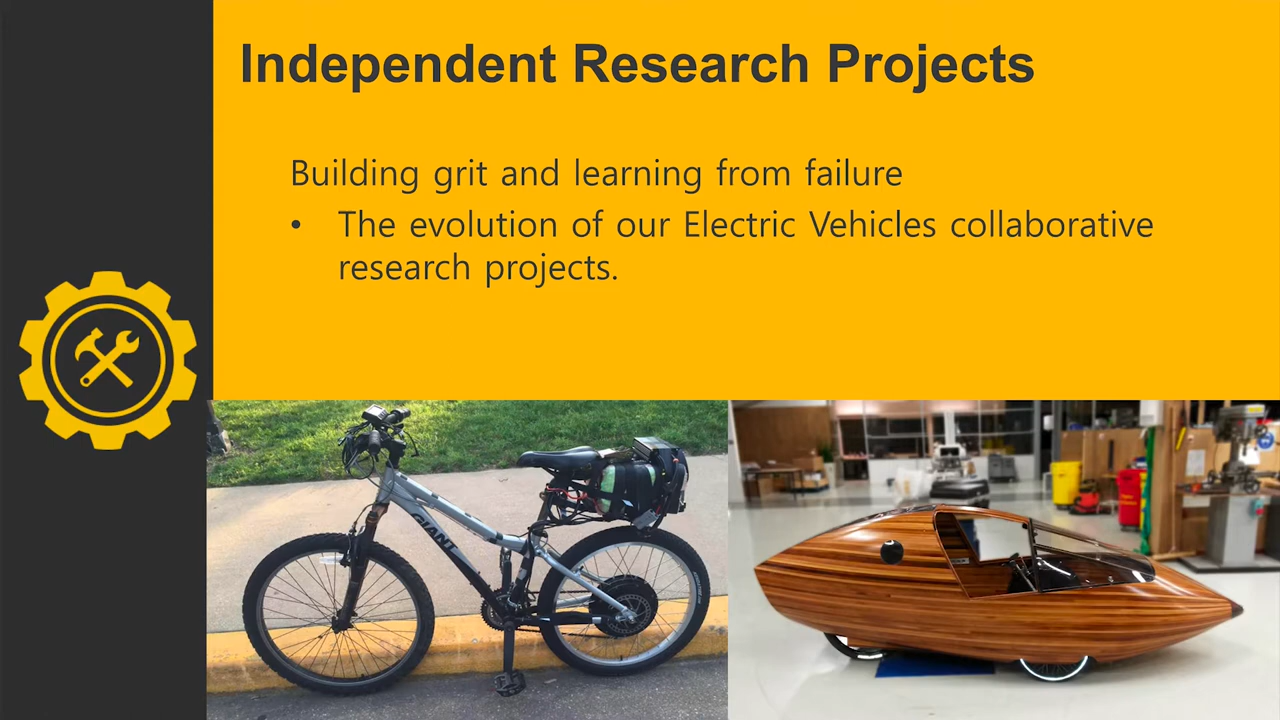 Independent Research Projects
Building grit and learning from failure
• The evolution of our Electric Vehicles collaborative
research projects.
GIANT